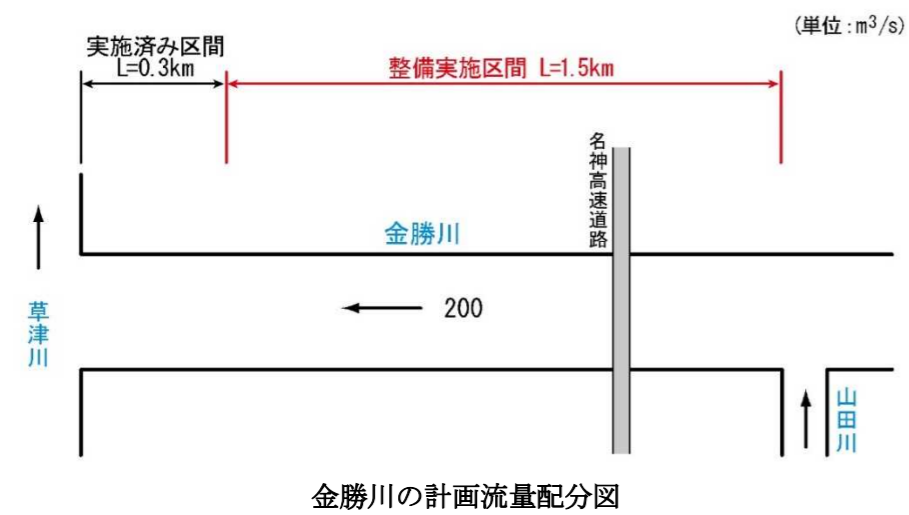 (単位:m3/s)
実施済み区間
L=0.3km
整備実施区間 L=1.5km
名神高速道路
金勝川
200
草津川
山田川
金勝川の計画流量配分図